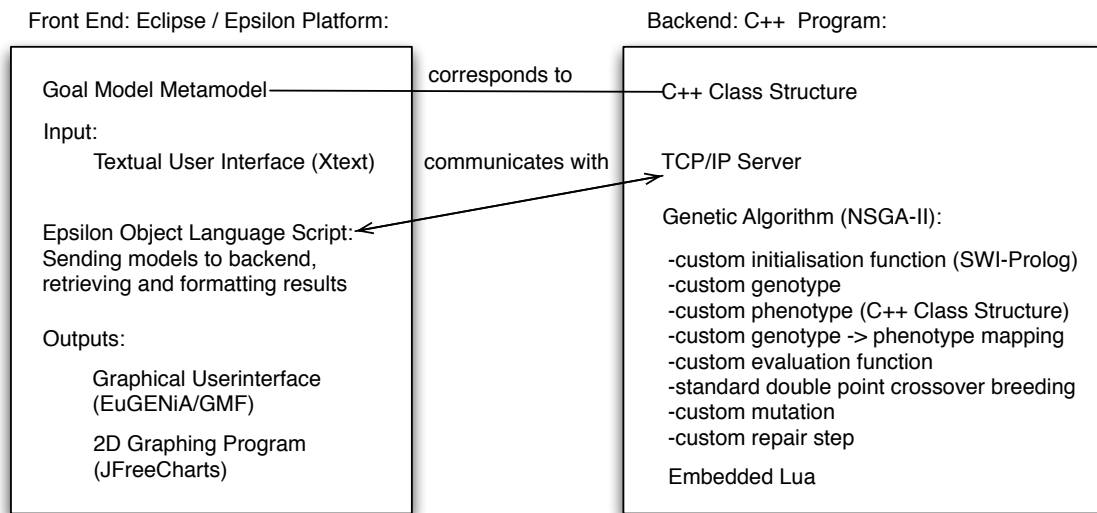 Front End: Eclipse / Epsilon Platform:
Goal Model Metamodel
Input:
Textual User Interface (Xtext)
Epsilon Object Language Script:
Sending models to backend,
retrieving and formatting results
Outputs:
Graphical Userinterface
(EuGENiA/GMF)
2D Graphing Program
(JFreeCharts)
corresponds to
communicates with
Backend: C++ Program:
C++ Class Structure
TCP/IP Server
Genetic Algorithm (NSGA-II):
-custom initialisation function (SWI-Prolog)
-custom genotype
-custom phenotype (C++ Class Structure)
-custom genotype -> phenotype mapping
-custom evaluation function
-standard double point crossover breeding
-custom mutation
-custom repair step
Embedded Lua